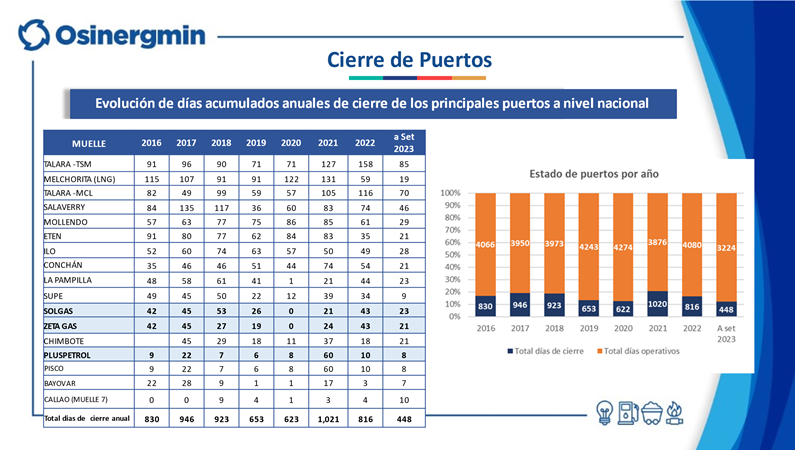 Osinergmin
Cierre de Puertos
Evolución de días acumulados anuales de cierre de los principales puertos a nivel nacional
MUELLE 2016 2017 2018 2019 2020 2021 2022 a Set 2023
TALARA -TSM 91 96 90 71 71 127 158 85
MELCHORITA (LNG) 115 107 91 91 122 131 59 19
TALARA -MCL 82 49 99 59 57 105 116 70
SALAVERRY 84 135 117 36 60 83 74 46
MOLLENDO 57 63 77 75 86 85 61 29
ETEN 91 80 77 62 84 83 35 21
ILO 52 60 74 63 57 50 49 28
CONCHÁN 35 46 46 51 44 74 54 21
LA PAMPILLA 48 58 61 41 1 21 44 23
SUPE 49 45 50 22 12 39 34 9
SOLGAS 42 45 53 26 0 21 43 23
ZETA GAS 42 45 27 19 0 24 43 21
CHIMBOTE 45 29 18 11 37 18 21
PLUSPETROL 9 22 7 6 8 60 10 8
PISCO 9 22 7 6 8 60 10 8
BAYOVAR 22 28 9 1 1 17 3 7
CALLAO (MUELLE 7) 0 0 9 4 1 3 4 10
Total días de cierre anual 830 946 923 653 623 1,021 816 448
Estado de puertos por año
100%
90%
80%
70%
60%
50%
40%
30%
20%
10%
0%
4066 3950 3973 4243 4274 3876 4080 3224
830 946 923 653 622 1020 816 448
2016 2017 2018 2019 2020 2021 2022 A set
2023
Total días de cierre Total días operativos